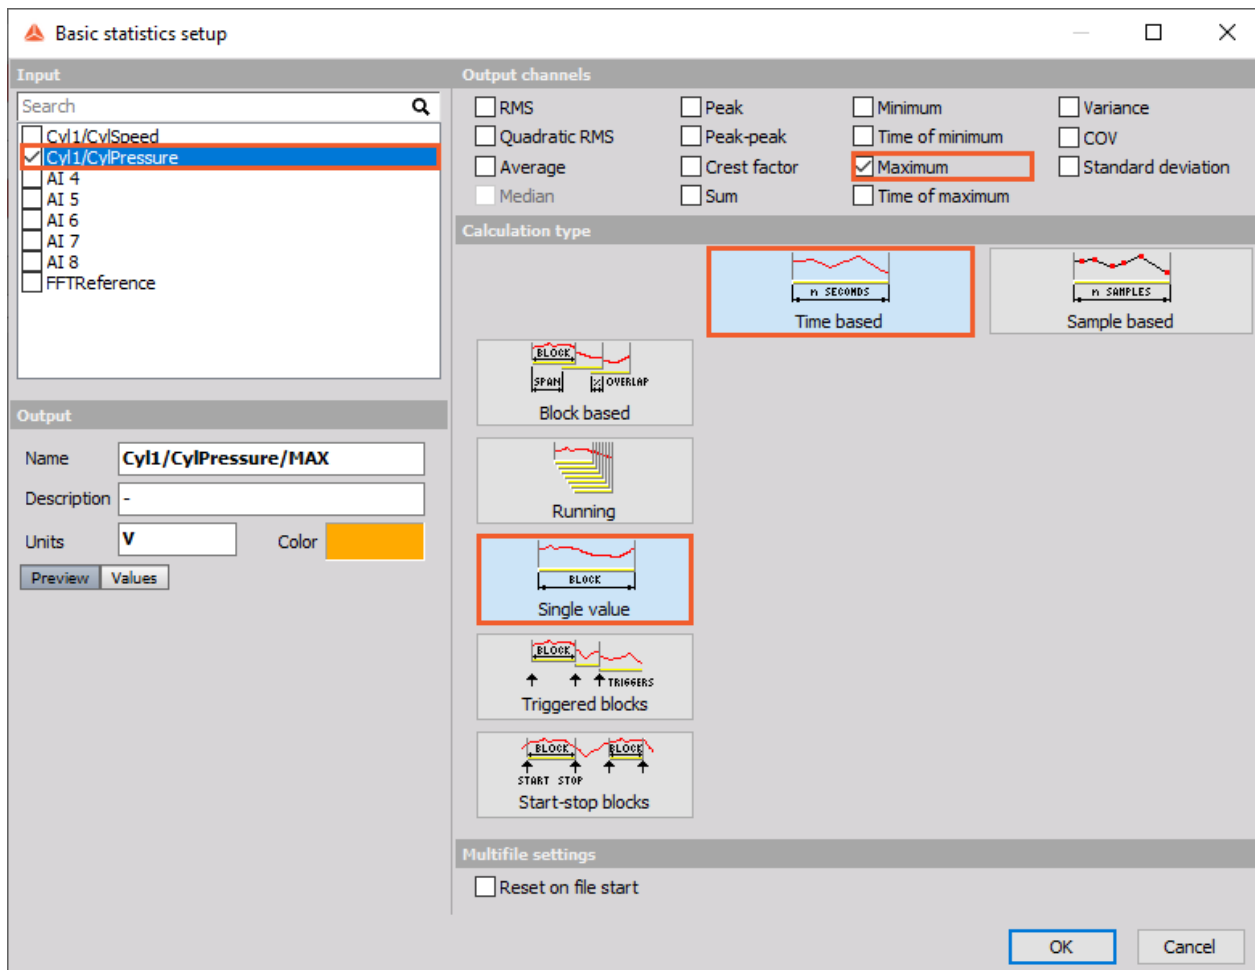 Basic statistics setup
Input
Search
Cyl1/CylSpeed
Cyl1/CylPressure
AI 4
AI 5
AI 6
AI 7
AI 8
FFTReference
Output
Name Cyl1/CylPressure/MAX
Description -
Units V Color
Preview Values
Output channels
RMS Peak Minimum Variance
Quadratic RMS Peak-peak Time of minimum COV
Average Crest factor Maximum Standard deviation
Median Sum Time of maximum
Calculation type
n SECONDS
Time based
n SAMPLES
Sample based
BLOCK
SPAN % OVERLAP
Block based
Running
BLOCK
Single value
BLOCK
TRIGGERS
Triggered blocks
BLOCK BLOCK
START STOP
Start-stop blocks
Multifile settings
Reset on file start
OK Cancel